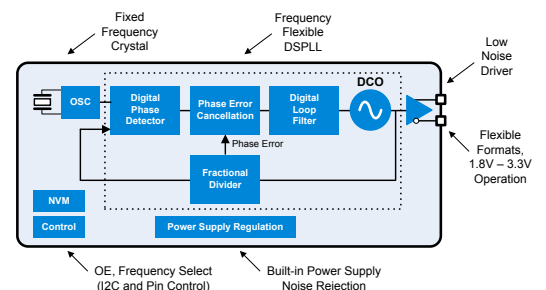 Fixed
Frequency
Crystal
Frequency
Flexible
DSPLL
Low
Noise
Driver
OSC
Digital
Phase
Detector
Phase Error
Cancellation
Digital
Loop
Filter
DCO
Phase Error
Fractional
Divider
Flexible
Formats,
1.8V – 3.3V
Operation
NVM
Control
Power Supply Regulation
OE, Frequency Select
(I2C and Pin Control)
Built-in Power Supply
Noise Rejection